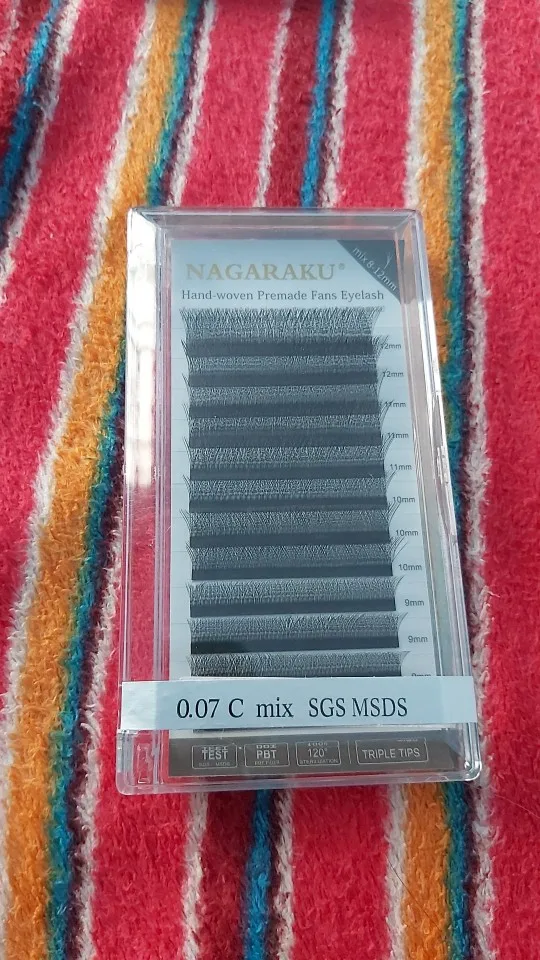 mix 8-12mm
NAGARAKU®
Hand-woven Premade Fans Eyelash
12mm
12mm
11mm
11mm
11mm
10mm
10mm
10mm
9mm
9mm
0.07 C mix SGS MSDS
TEST
PBT
120°
TRIPLE TIPS